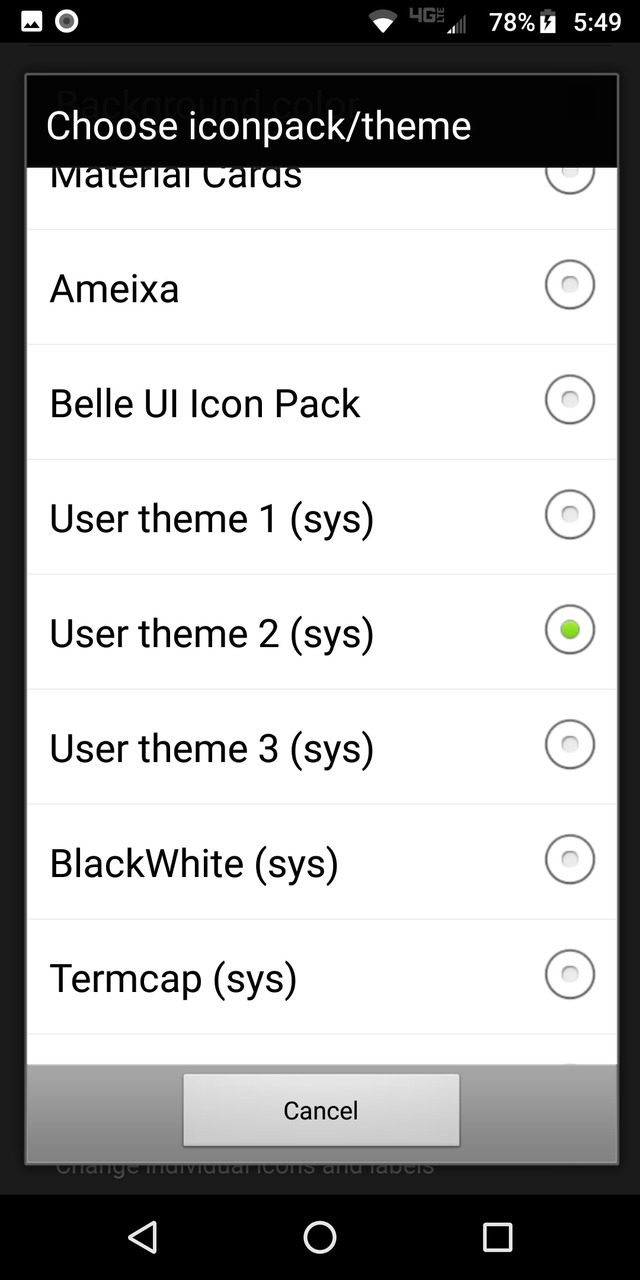 4G LTE 78% 5:49
Background color
Choose iconpack/theme
Material Cards
Ameixa
Belle UI Icon Pack
User theme 1 (sys)
User theme 2 (sys)
User theme 3 (sys)
BlackWhite (sys)
Termcap (sys)
Cancel
Change individual icons and labels